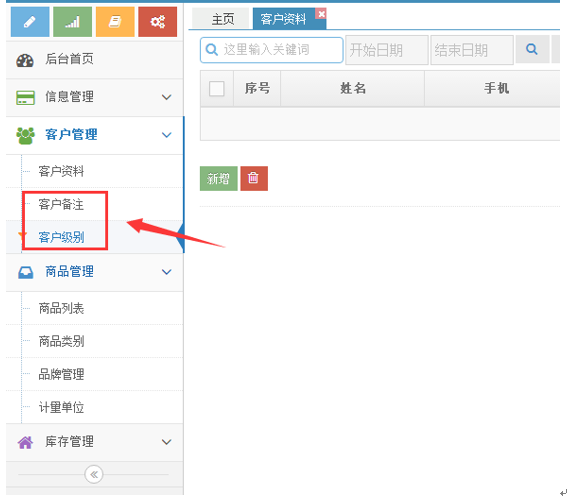 主页 客户资料
这里输入关键词 开始日期 结束日期
序号 姓名 手机
新增
后台首页
信息管理
客户管理
客户资料
客户备注
客户级别
商品管理
商品列表
商品类别
品牌管理
计量单位
库存管理